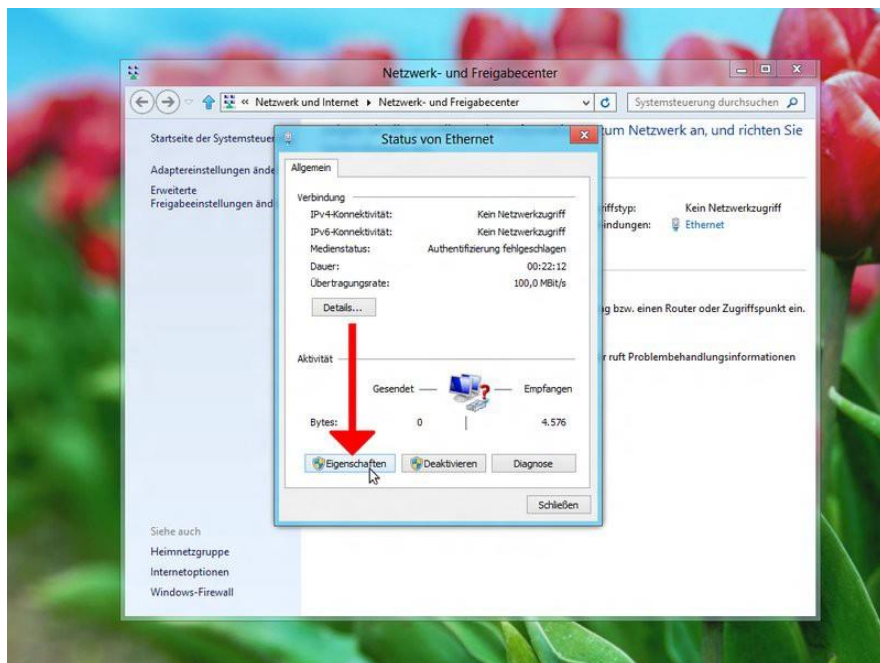 Netzwerk- und Freigabecenter
« Netzwerk und Internet ▸ Netzwerk- und Freigabecenter
Systemsteuerung durchsuchen
Startseite der Systemsteuer
Adaptereinstellungen ände
Erweiterte
Freigabeeinstellungen änd
Siehe auch
Heimnetzgruppe
Internetoptionen
Windows-Firewall
zum Netzwerk an, und richten Sie
riffstyp: Kein Netzwerkzugriff
indungen: Ethernet
g bzw. einen Router oder Zugriffspunkt ein.
r ruft Problembehandlungsinformationen
Status von Ethernet
Allgemein
Verbindung
IPv4-Konnektivität: Kein Netzwerkzugriff
IPv6-Konnektivität: Kein Netzwerkzugriff
Medienstatus: Authentifizierung fehlgeschlagen
Dauer: 00:22:12
Übertragungsrate: 100,0 MBit/s
Details...
Aktivität
Gesendet — Empfangen
Bytes: 0 | 4.576
Eigenschaften Deaktivieren Diagnose
Schließen